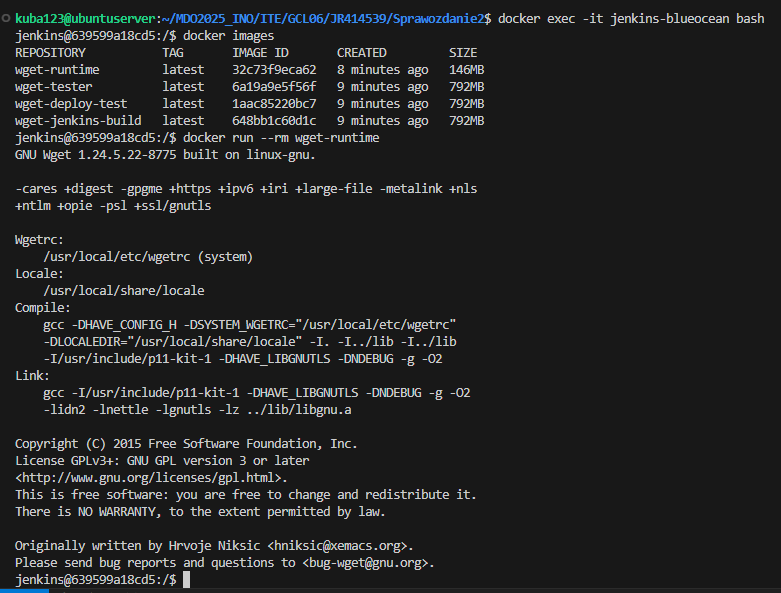 kuba123@ubuntuserver:~/MDO2025_INO/ITE/GCL06/JR414539/Sprawozdanie2$ docker exec -it jenkins-blueocean bash
jenkins@639599a18cd5:/$ docker images
REPOSITORY TAG IMAGE ID CREATED SIZE
wget-runtime latest 32c73f9eca62 8 minutes ago 146MB
wget-tester latest 6a19a9e5f56f 9 minutes ago 792MB
wget-deploy-test latest 1aac85220bc7 9 minutes ago 792MB
wget-jenkins-build latest 648bb1c60d1c 9 minutes ago 792MB
jenkins@639599a18cd5:/$ docker run --rm wget-runtime
GNU Wget 1.24.5.22-8775 built on linux-gnu.

-cares +digest -gpgme +https +ipv6 +iri +large-file -metalink +nls
+ntlm +opie -psl +ssl/gnutls

Wgetrc:
    /usr/local/etc/wgetrc (system)
Locale:
    /usr/local/share/locale
Compile:
    gcc -DHAVE_CONFIG_H -DSYSTEM_WGETRC="/usr/local/etc/wgetrc"
    -DLOCALEDIR="/usr/local/share/locale" -I. -I../lib -I../lib
    -I/usr/include/p11-kit-1 -DHAVE_LIBGNUTLS -DNDEBUG -g -O2
Link:
    gcc -I/usr/include/p11-kit-1 -DHAVE_LIBGNUTLS -DNDEBUG -g -O2
    -lidn2 -lnettle -lgnutls -lz ../lib/libgnu.a

Copyright (C) 2015 Free Software Foundation, Inc.
License GPLv3+: GNU GPL version 3 or later
<http://www.gnu.org/licenses/gpl.html>.
This is free software: you are free to change and redistribute it.
There is NO WARRANTY, to the extent permitted by law.

Originally written by Hrvoje Niksic <hniksic@xemacs.org>.
Please send bug reports and questions to <bug-wget@gnu.org>.
jenkins@639599a18cd5:/$